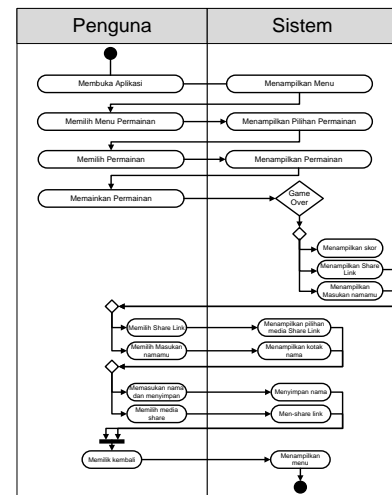 Penguna
Sistem
Membuka Aplikasi
Menampilkan Menu
Memilih Menu Permainan
Menampilkan Pilihan Permainan
Memilih Permainan
Menampilkan Permainan
Memainkan Permainan
Game
Over
Menampilkan skor
Menampilkan Share
Link
Menampilkan
Masukan namamu
Memilih Share Link
Menampilkan pilihan
media Share Link
Memilih Masukan
namamu
Menampilkan kotak
nama
Memasukan nama
dan menyimpan
Menyimpan nama
Memilih media
share
Men-share link
Memilik kembali
Menampilkan
menu